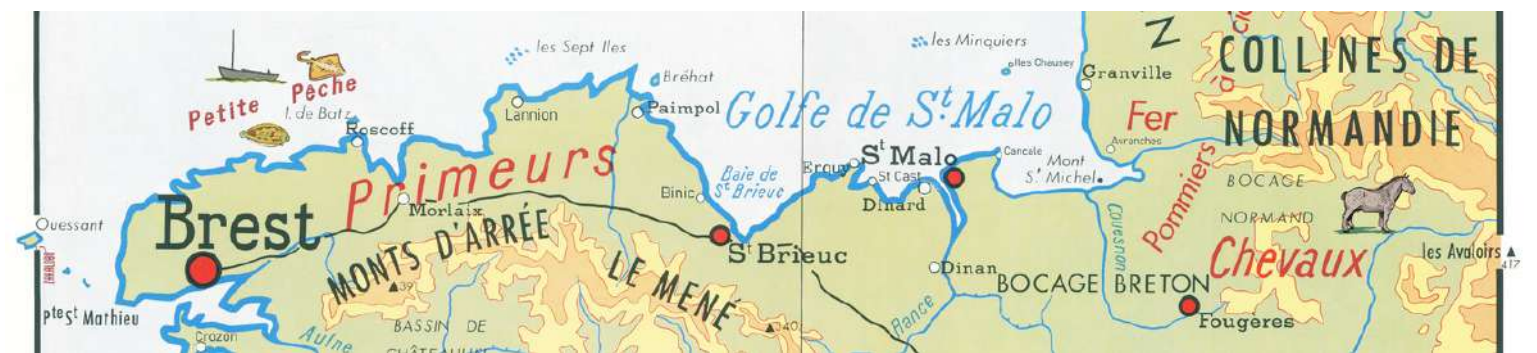 les Sept Iles
Petite Pêche
I. de Batz
Roscoff
Lannion
Bréhat
Paimpol
Golfe de St. Malo
les Minquiers
Iles Chausey
Granville
Fer
COLLINES DE
NORMANDIE
Avranches
Cancale
Mont
St Michel
Pommiers à
BOCAGE
NORMAND
Chevaux
Primeurs
Morlaix
Binic
Baie de
St Brieuc
Erquy
St Malo
St Cast
Dinard
Ouessant
Brest
MONTS D'ARRÉE
LE MENÉ
St Brieuc
Dinan
Rance
Couesnon
BOCAGE BRETON
Fougères
les Avaloirs
417
pte St Mathieu
Crozon
Aulne
BASSIN DE
CHÂTEAULIN